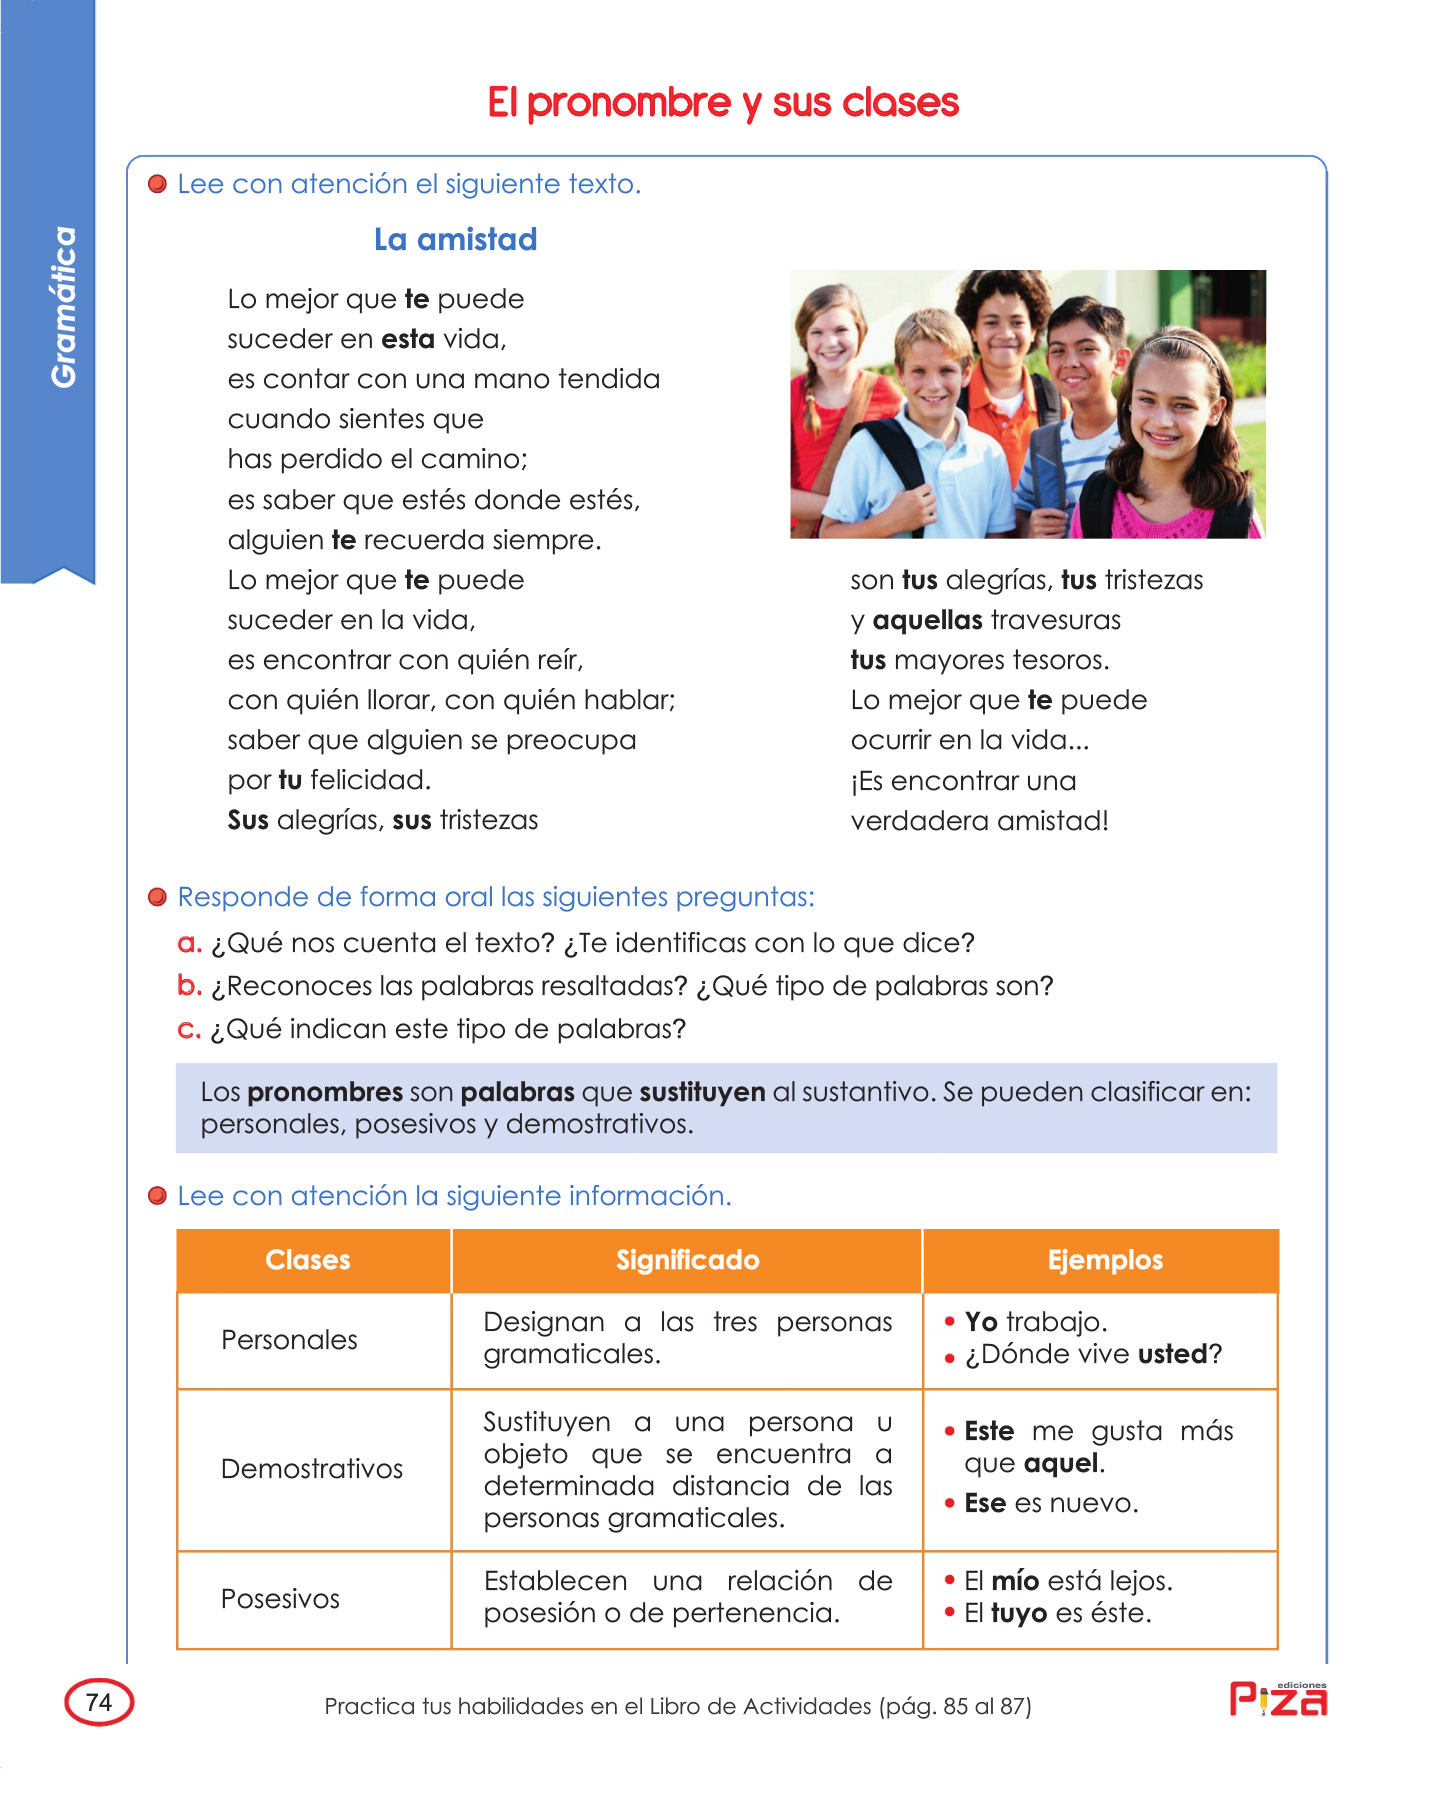 Gramática
El pronombre y sus clases
Lee con atención el siguiente texto.
La amistad
Lo mejor que te puede
suceder en esta vida,
es contar con una mano tendida
cuando sientes que
has perdido el camino;
es saber que estés donde estés,
alguien te recuerda siempre.
Lo mejor que te puede
suceder en la vida,
es encontrar con quién reír,
con quién llorar, con quién hablar;
saber que alguien se preocupa
por tu felicidad.
Sus alegrías, sus tristezas
son tus alegrías, tus tristezas
y aquellas travesuras
tus mayores tesoros.
Lo mejor que te puede
ocurrir en la vida...
¡Es encontrar una
verdadera amistad!
Responde de forma oral las siguientes preguntas:
a. ¿Qué nos cuenta el texto? ¿Te identificas con lo que dice?
b. ¿Reconoces las palabras resaltadas? ¿Qué tipo de palabras son?
c. ¿Qué indican este tipo de palabras?
Los pronombres son palabras que sustituyen al sustantivo. Se pueden clasificar en:
personales, posesivos y demostrativos.
Lee con atención la siguiente información.
Clases Significado Ejemplos
Personales
Designan a las tres personas
gramaticales.
• Yo trabajo.
• ¿Dónde vive usted?
Demostrativos
Sustituyen a una persona u
objeto que se encuentra a
determinada distancia de las
personas gramaticales.
• Este me gusta más
que aquel.
• Ese es nuevo.
Posesivos
Establecen una relación de
posesión o de pertenencia.
• El mío está lejos.
• El tuyo es éste.
74
Practica tus habilidades en el Libro de Actividades (pág. 85 al 87)
ediciones
Piza